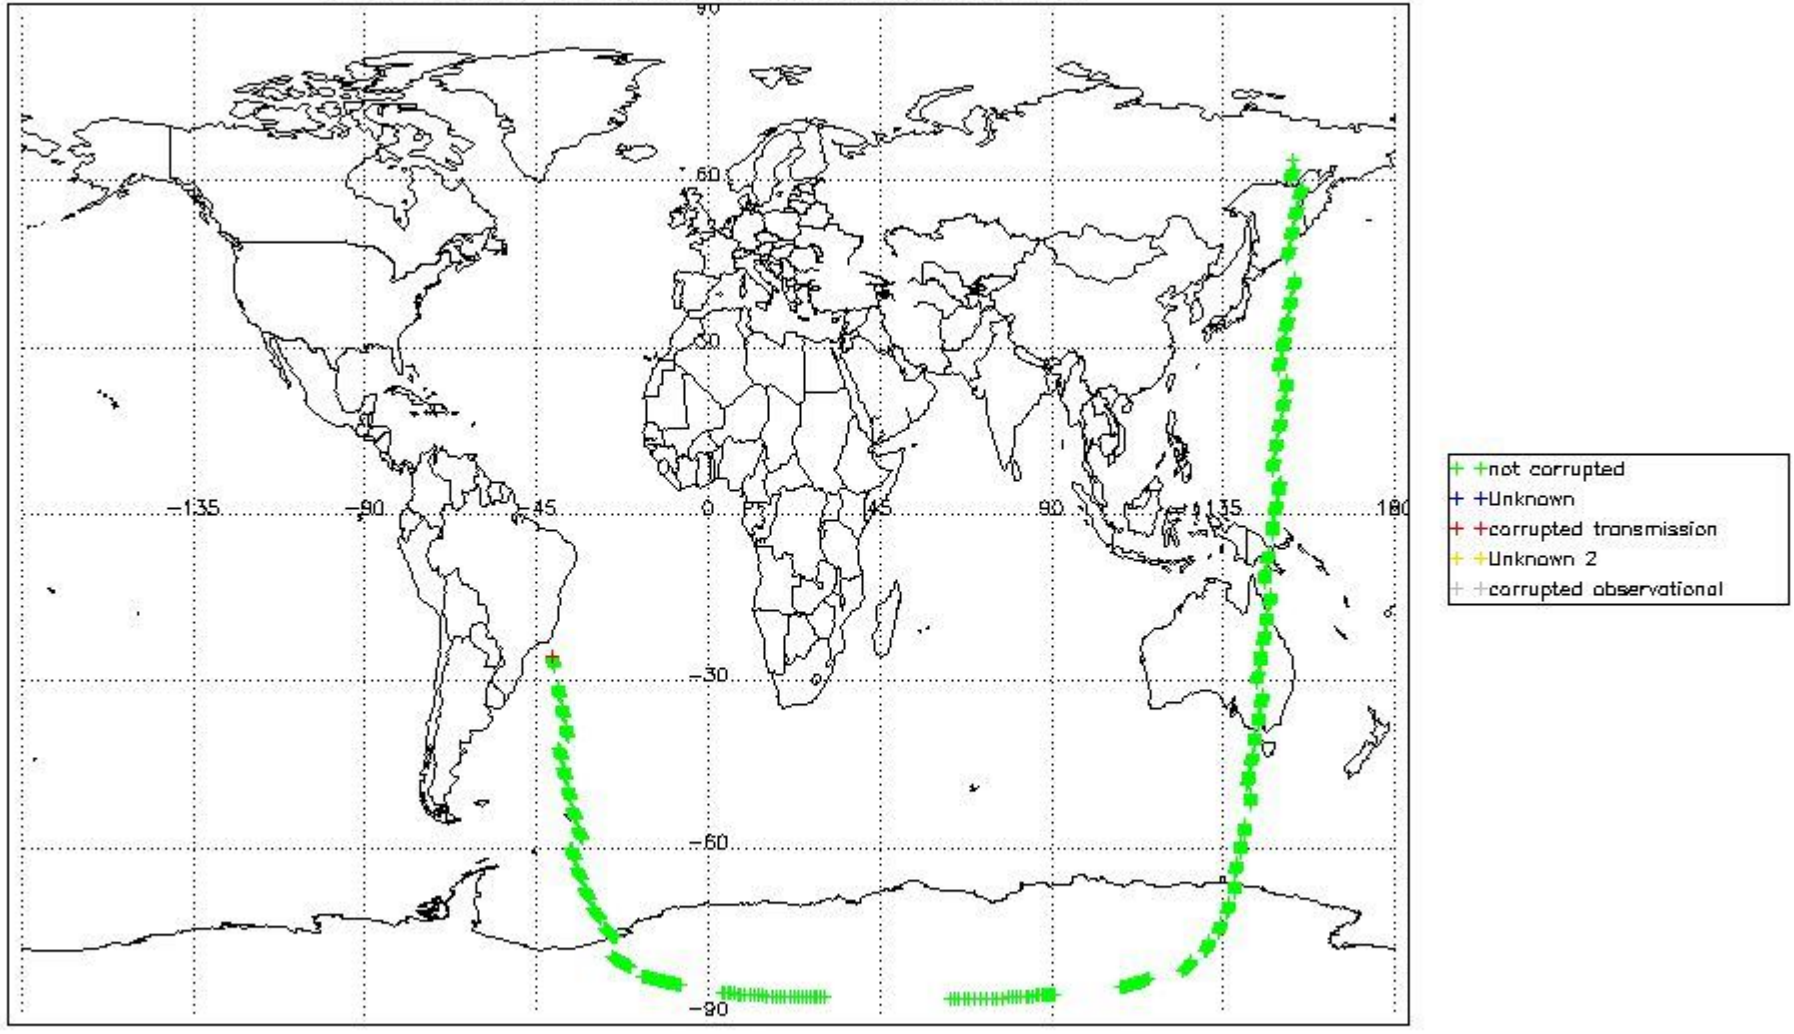 90
60
30
-135 -90 -45 0 45 90 135 180
-30
-60
-90
+ +not corrupted
+ +Unknown
+ +corrupted transmission
+ +Unknown 2
+ +corrupted observational